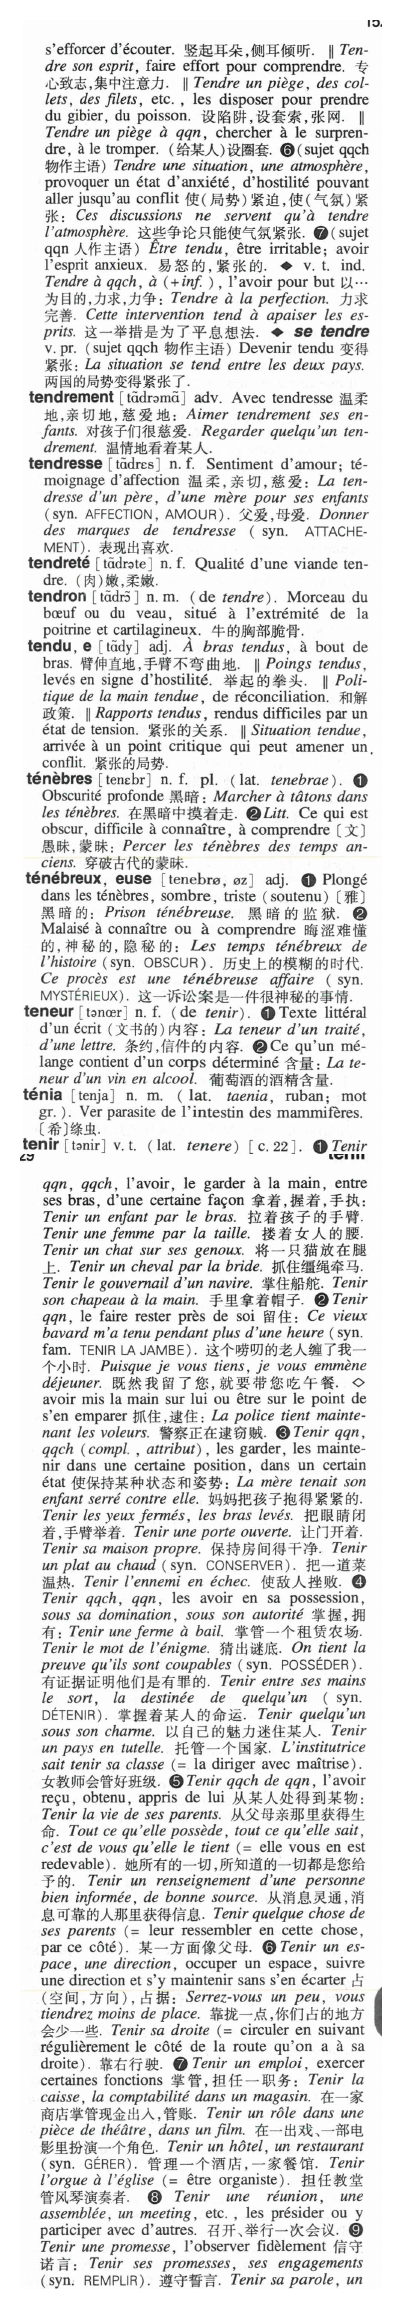 15.
s'efforcer d'écouter. 竖起耳朵,侧耳倾听. ‖ Ten-
dre son esprit, faire effort pour comprendre. 专
心致志,集中注意力. ‖ Tendre un piège, des col-
lets, des filets, etc., les disposer pour prendre
du gibier, du poisson. 设陷阱,设套索,张网. ‖
Tendre un piège à qqn, chercher à le surpren-
dre, à le tromper. (给某人)设圈套. ❻(sujet qqch
物作主语) Tendre une situation, une atmosphère,
provoquer un état d'anxiété, d'hostilité pouvant
aller jusqu'au conflit 使(局势)紧迫,使(气氛)紧
张: Ces discussions ne servent qu'à tendre
l'atmosphère. 这些争论只能使气氛紧张. ❼(sujet
qqn 人作主语) Être tendu, être irritable; avoir
l'esprit anxieux. 易怒的,紧张的. ◆ v. t. ind.
Tendre à qqch, à (+inf.), l'avoir pour but 以…
为目的,力求,力争: Tendre à la perfection. 力求
完善. Cette intervention tend à apaiser les es-
prits. 这一举措是为了平息想法. ◆ se tendre
v. pr. (sujet qqch 物作主语) Devenir tendu 变得
紧张: La situation se tend entre les deux pays.
两国的局势变得紧张了.
tendrement [tɑ̃drəmɑ̃] adv. Avec tendresse 温柔
地,亲切地,慈爱地: Aimer tendrement ses en-
fants. 对孩子们很慈爱. Regarder quelqu'un ten-
drement. 温情地看着某人.
tendresse [tɑ̃drɛs] n. f. Sentiment d'amour; té-
moignage d'affection 温柔,亲切,慈爱: La ten-
dresse d'un père, d'une mère pour ses enfants
(syn. AFFECTION, AMOUR). 父爱,母爱. Donner
des marques de tendresse ( syn. ATTACHE-
MENT). 表现出喜欢.
tendreté [tɑ̃drəte] n. f. Qualité d'une viande ten-
dre. (肉)嫩,柔嫩.
tendron [tɑ̃drɔ̃] n. m. (de tendre). Morceau du
bœuf ou du veau, situé à l'extrémité de la
poitrine et cartilagineux. 牛的胸部脆骨.
tendu, e [tɑ̃dy] adj. À bras tendus, à bout de
bras. 臂伸直地,手臂不弯曲地. ‖ Poings tendus,
levés en signe d'hostilité. 举起的拳头. ‖ Poli-
tique de la main tendue, de réconciliation. 和解
政策. ‖ Rapports tendus, rendus difficiles par un
état de tension. 紧张的关系. ‖ Situation tendue,
arrivée à un point critique qui peut amener un
conflit. 紧张的局势.
ténèbres [tenɛbr] n. f. pl. (lat. tenebrae). ❶
Obscurité profonde 黑暗: Marcher à tâtons dans
les ténèbres. 在黑暗中摸着走. ❷Litt. Ce qui est
obscur, difficile à connaître, à comprendre〔文〕
愚昧,蒙昧: Percer les ténèbres des temps an-
ciens. 穿破古代的蒙昧.
ténébreux, euse [tenebrø, øz] adj. ❶ Plongé
dans les ténèbres, sombre, triste (soutenu)〔雅〕
黑暗的: Prison ténébreuse. 黑暗的监狱. ❷
Malaisé à connaître ou à comprendre 晦涩难懂
的,神秘的,隐秘的: Les temps ténébreux de
l'histoire (syn. OBSCUR). 历史上的模糊的时代.
Ce procès est une ténébreuse affaire ( syn.
MYSTÉRIEUX). 这一诉讼案是一件很神秘的事情.
teneur [tənœr] n. f. (de tenir). ❶ Texte littéral
d'un écrit (文书的)内容: La teneur d'un traité,
d'une lettre. 条约,信件的内容. ❷Ce qu'un mé-
lange contient d'un corps déterminé 含量: La te-
neur d'un vin en alcool. 葡萄酒的酒精含量.
ténia [tenja] n. m. ( lat. taenia, ruban; mot
gr.). Ver parasite de l'intestin des mammifères.
〔希〕绦虫.
tenir [tənir] v. t. (lat. tenere) [c. 22]. ❶ Tenir
29 tenir
qqn, qqch, l'avoir, le garder à la main, entre
ses bras, d'une certaine façon 拿着,握着,手执:
Tenir un enfant par le bras. 拉着孩子的手臂.
Tenir une femme par la taille. 搂着女人的腰.
Tenir un chat sur ses genoux. 将一只猫放在腿
上. Tenir un cheval par la bride. 抓住缰绳牵马.
Tenir le gouvernail d'un navire. 掌住船舵. Tenir
son chapeau à la main. 手里拿着帽子. ❷Tenir
qqn, le faire rester près de soi 留住: Ce vieux
bavard m'a tenu pendant plus d'une heure (syn.
fam. TENIR LA JAMBE). 这个唠叨的老人缠了我一
个小时. Puisque je vous tiens, je vous emmène
déjeuner. 既然我留了您,就要带您吃午餐. ◇
avoir mis la main sur lui ou être sur le point de
s'en emparer 抓住,逮住: La police tient mainte-
nant les voleurs. 警察正在逮窃贼. ❸Tenir qqn,
qqch (compl., attribut), les garder, les mainte-
nir dans une certaine position, dans un certain
état 使保持某种状态和姿势: La mère tenait son
enfant serré contre elle. 妈妈把孩子抱得紧紧的.
Tenir les yeux fermés, les bras levés. 把眼睛闭
着,手臂举着. Tenir une porte ouverte. 让门开着.
Tenir sa maison propre. 保持房间得干净. Tenir
un plat au chaud (syn. CONSERVER). 把一道菜
温热. Tenir l'ennemi en échec. 使敌人挫败. ❹
Tenir qqch, qqn, les avoir en sa possession,
sous sa domination, sous son autorité 掌握,拥
有: Tenir une ferme à bail. 掌管一个租赁农场.
Tenir le mot de l'énigme. 猜出谜底. On tient la
preuve qu'ils sont coupables (syn. POSSÉDER).
有证据证明他们是有罪的. Tenir entre ses mains
le sort, la destinée de quelqu'un ( syn.
DÉTENIR). 掌握着某人的命运. Tenir quelqu'un
sous son charme. 以自己的魅力迷住某人. Tenir
un pays en tutelle. 托管一个国家. L'institutrice
sait tenir sa classe (= la diriger avec maîtrise).
女教师会管好班级. ❺Tenir qqch de qqn, l'avoir
reçu, obtenu, appris de lui 从某人处得到某物:
Tenir la vie de ses parents. 从父母亲那里获得生
命. Tout ce qu'elle possède, tout ce qu'elle sait,
c'est de vous qu'elle le tient (= elle vous en est
redevable). 她所有的一切,所知道的一切都是您给
予的. Tenir un renseignement d'une personne
bien informée, de bonne source. 从消息灵通,消
息可靠的人那里获得信息. Tenir quelque chose de
ses parents (= leur ressembler en cette chose,
par ce côté). 某一方面像父母. ❻Tenir un es-
pace, une direction, occuper un espace, suivre
une direction et s'y maintenir sans s'en écarter 占
(空间,方向),占据: Serrez-vous un peu, vous
tiendrez moins de place. 靠拢一点,你们占的地方
会少一些. Tenir sa droite (= circuler en suivant
régulièrement le côté de la route qu'on a à sa
droite). 靠右行驶. ❼Tenir un emploi, exercer
certaines fonctions 掌管,担任一职务: Tenir la
caisse, la comptabilité dans un magasin. 在一家
商店掌管现金出入,管账. Tenir un rôle dans une
pièce de théâtre, dans un film. 在一出戏、一部电
影里扮演一个角色. Tenir un hôtel, un restaurant
(syn. GÉRER). 管理一个酒店,一家餐馆. Tenir
l'orgue à l'église (= être organiste). 担任教堂
管风琴演奏者. ❽ Tenir une réunion, une
assemblée, un meeting, etc., les présider ou y
participer avec d'autres. 召开,举行一次会议. ❾
Tenir une promesse, l'observer fidèlement 信守
诺言: Tenir ses promesses, ses engagements
(syn. REMPLIR). 遵守誓言. Tenir sa parole, un